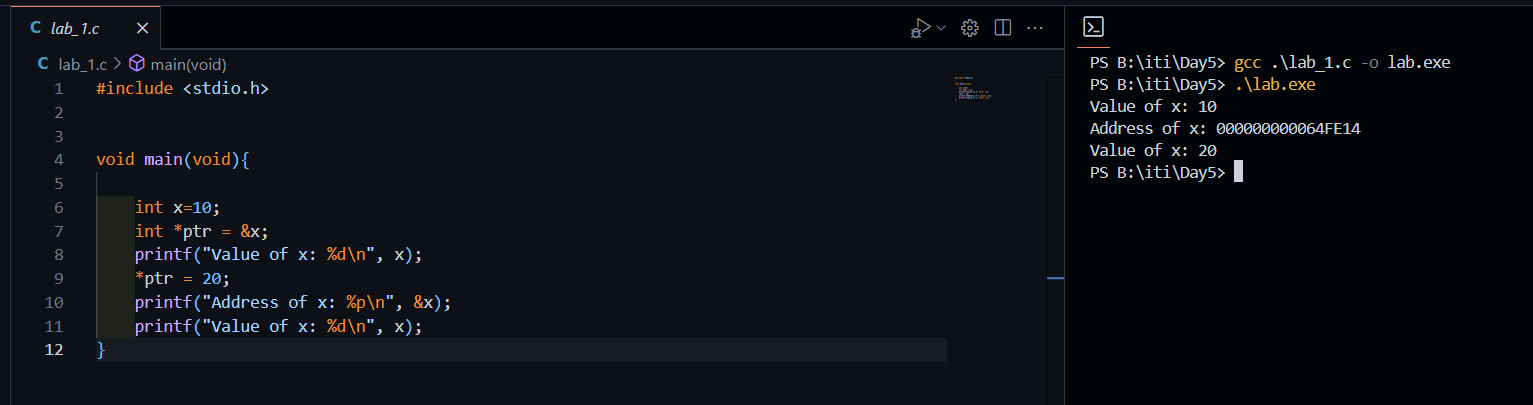 C lab_1.c
C lab_1.c > main(void)
1 #include <stdio.h>
2
3
4 void main(void){
5
6 int x=10;
7 int *ptr = &x;
8 printf("Value of x: %d\n", x);
9 *ptr = 20;
10 printf("Address of x: %p\n", &x);
11 printf("Value of x: %d\n", x);
12 }
PS B:\iti\Day5> gcc .\lab_1.c -o lab.exe
PS B:\iti\Day5> .\lab.exe
Value of x: 10
Address of x: 000000000064FE14
Value of x: 20
PS B:\iti\Day5>